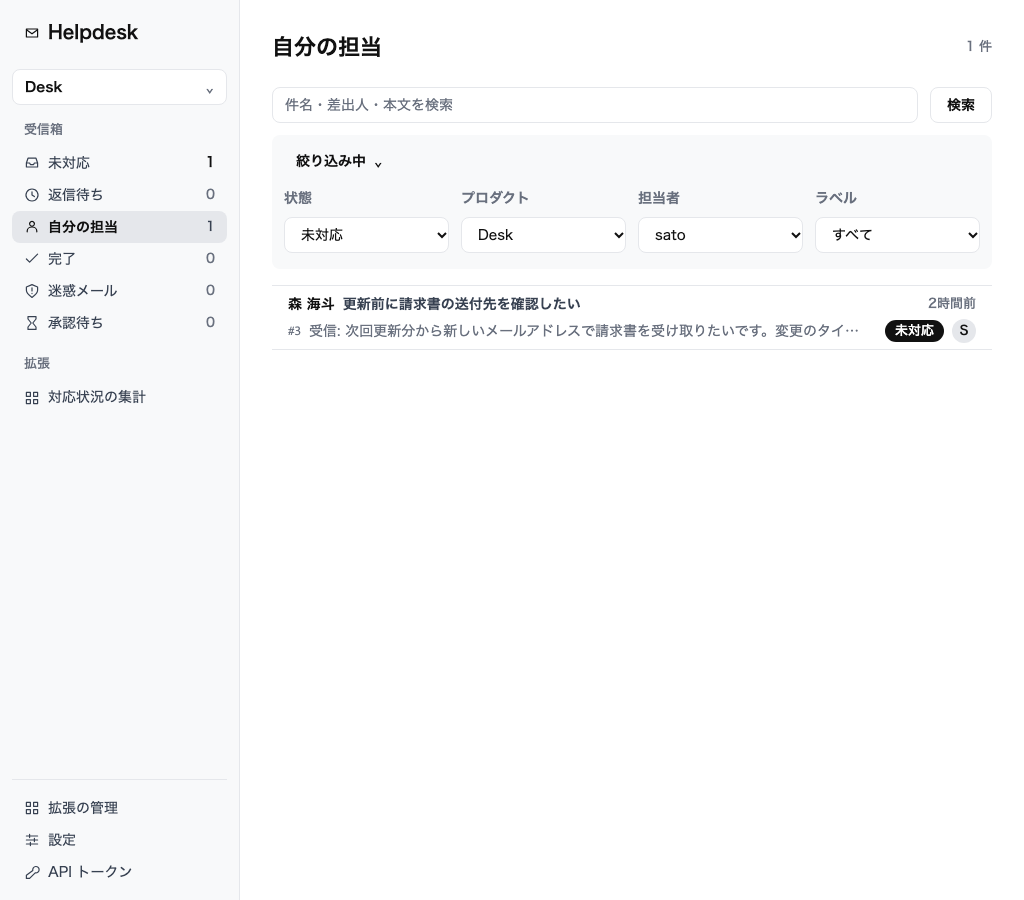 Helpdesk
Desk
受信箱
未対応 1
返信待ち 0
自分の担当 1
完了 0
迷惑メール 0
承認待ち 0
拡張
対応状況の集計
拡張の管理
設定
API トークン
自分の担当
1 件
件名・差出人・本文を検索
検索
絞り込み中
状態 プロダクト 担当者 ラベル
未対応 Desk sato すべて
森 海斗 更新前に請求書の送付先を確認したい 2時間前
#3 受信: 次回更新分から新しいメールアドレスで請求書を受け取りたいです。変更のタイ… 未対応 S